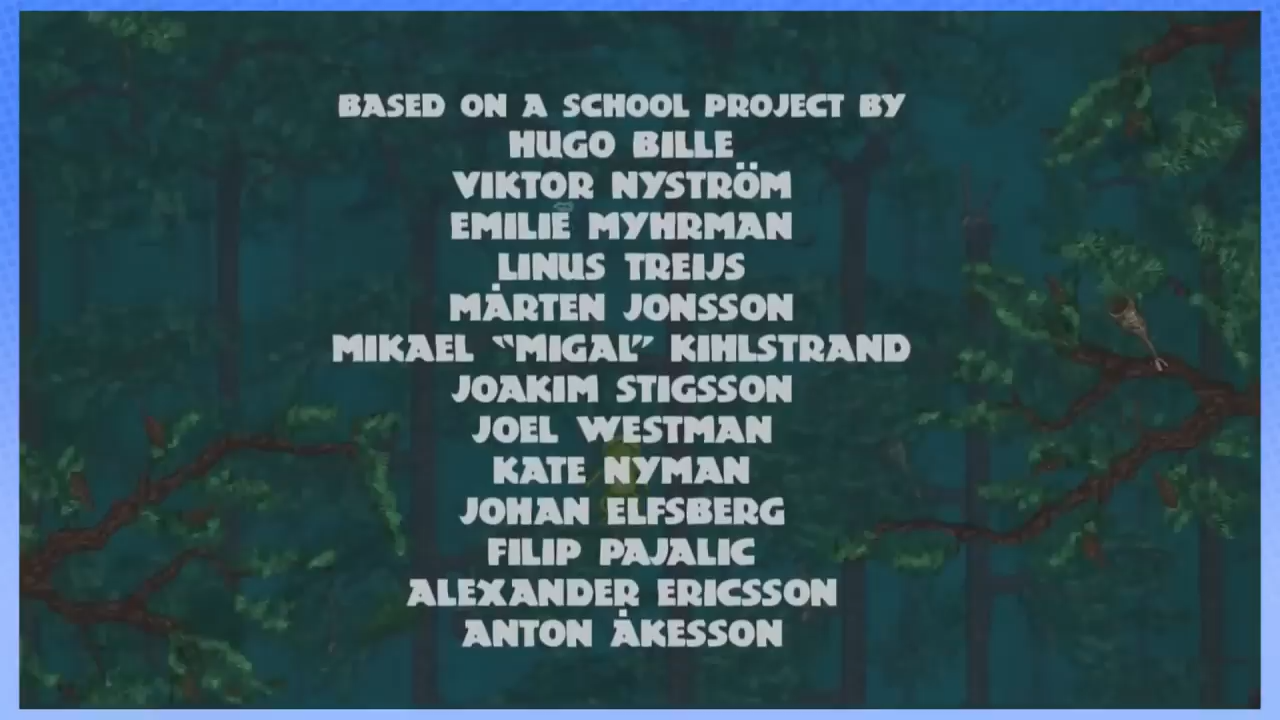 BASED ON A SCHOOL PROJECT BY
HUGO BILLE
VIKTOR NYSTRÖM
EMILIE MYHRMAN
LINUS TREIJS
MÅRTEN JONSSON
MIKAEL “MIGAL” KIHLSTRAND
JOAKIM STIGSSON
JOEL WESTMAN
KATE NYMAN
JOHAN ELFSBERG
FILIP PAJALIC
ALEXANDER ERICSSON
ANTON ÅKESSON